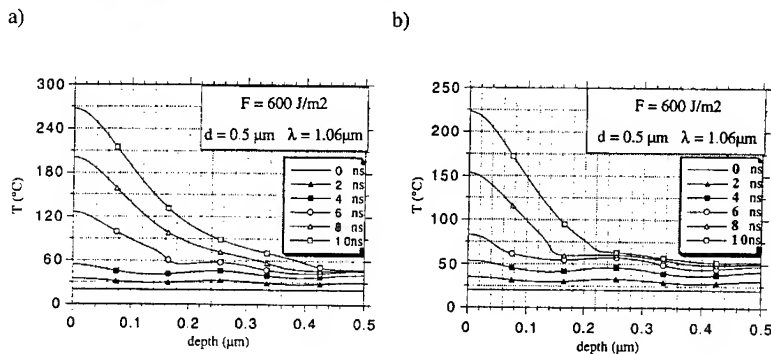 a)
300
240
180
120
60
0
T (°C)
F = 600 J/m2
d = 0.5 µm λ = 1.06µm
0 ns
2 ns
4 ns
6 ns
8 ns
10ns
0
0.1
0.2
0.3
0.4
0.5
depth (µm)
b)
250
200
150
100
50
0
T (°C)
F = 600 J/m2
d = 0.5 µm λ = 1.06µm
0 ns
2 ns
4 ns
6 ns
8 ns
10ns
0
0.1
0.2
0.3
0.4
0.5
depth (µm)